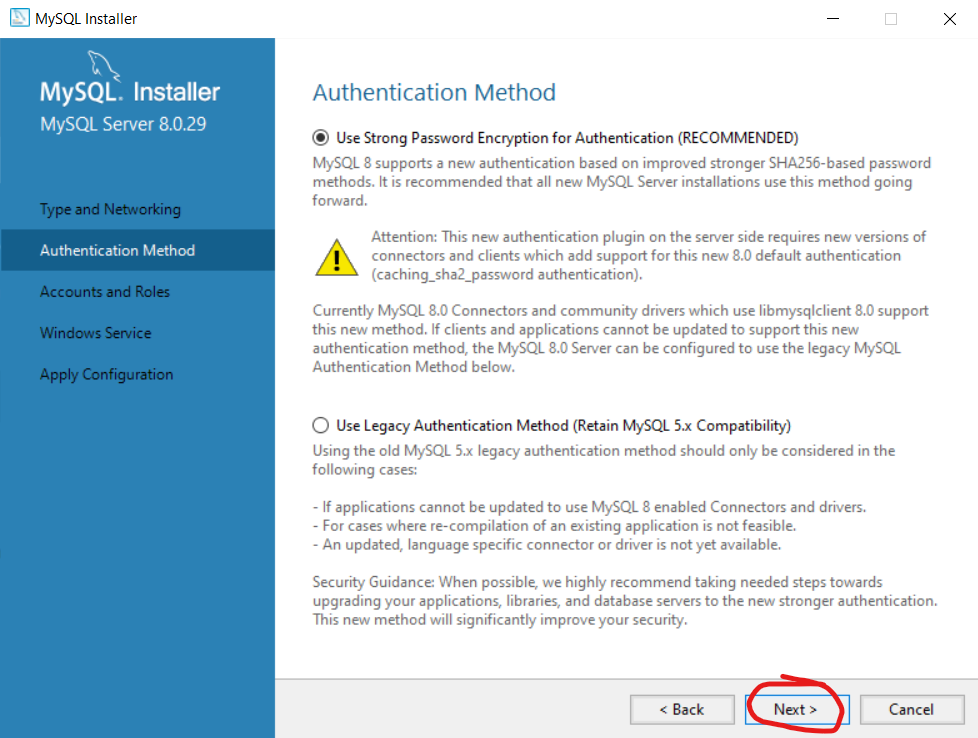 MySQL Installer
MySQL. Installer
MySQL Server 8.0.29
Type and Networking
Authentication Method
Accounts and Roles
Windows Service
Apply Configuration
Authentication Method
Use Strong Password Encryption for Authentication (RECOMMENDED)
MySQL 8 supports a new authentication based on improved stronger SHA256-based password
methods. It is recommended that all new MySQL Server installations use this method going
forward.
Attention: This new authentication plugin on the server side requires new versions of
connectors and clients which add support for this new 8.0 default authentication
(caching_sha2_password authentication).
Currently MySQL 8.0 Connectors and community drivers which use libmysqlclient 8.0 support
this new method. If clients and applications cannot be updated to support this new
authentication method, the MySQL 8.0 Server can be configured to use the legacy MySQL
Authentication Method below.
Use Legacy Authentication Method (Retain MySQL 5.x Compatibility)
Using the old MySQL 5.x legacy authentication method should only be considered in the
following cases:
- If applications cannot be updated to use MySQL 8 enabled Connectors and drivers.
- For cases where re-compilation of an existing application is not feasible.
- An updated, language specific connector or driver is not yet available.
Security Guidance: When possible, we highly recommend taking needed steps towards
upgrading your applications, libraries, and database servers to the new stronger authentication.
This new method will significantly improve your security.
< Back
Next >
Cancel